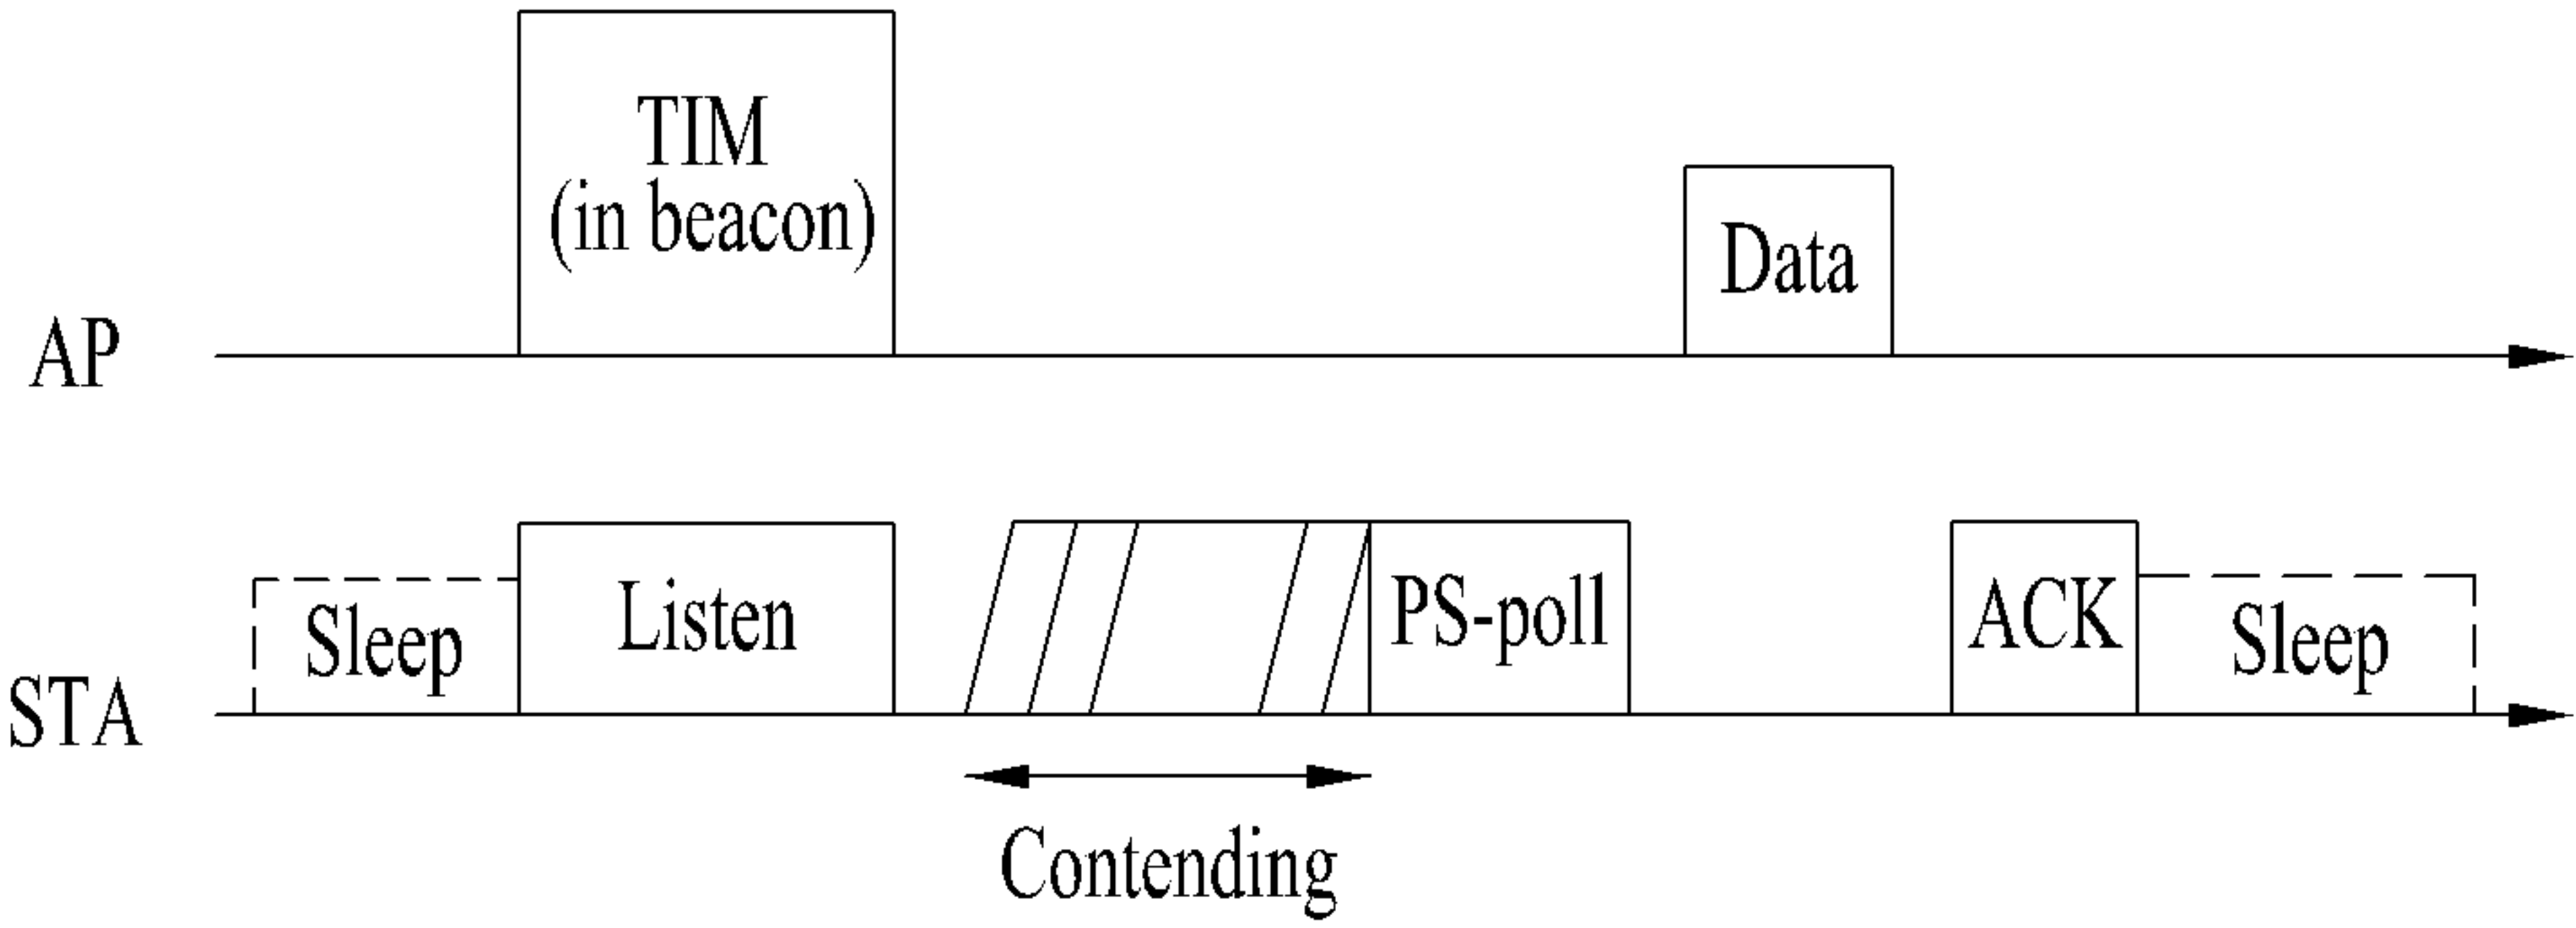 TIM
(in beacon)
Data
AP
Sleep
Listen
PS-poll
ACK
Sleep
STA
Contending